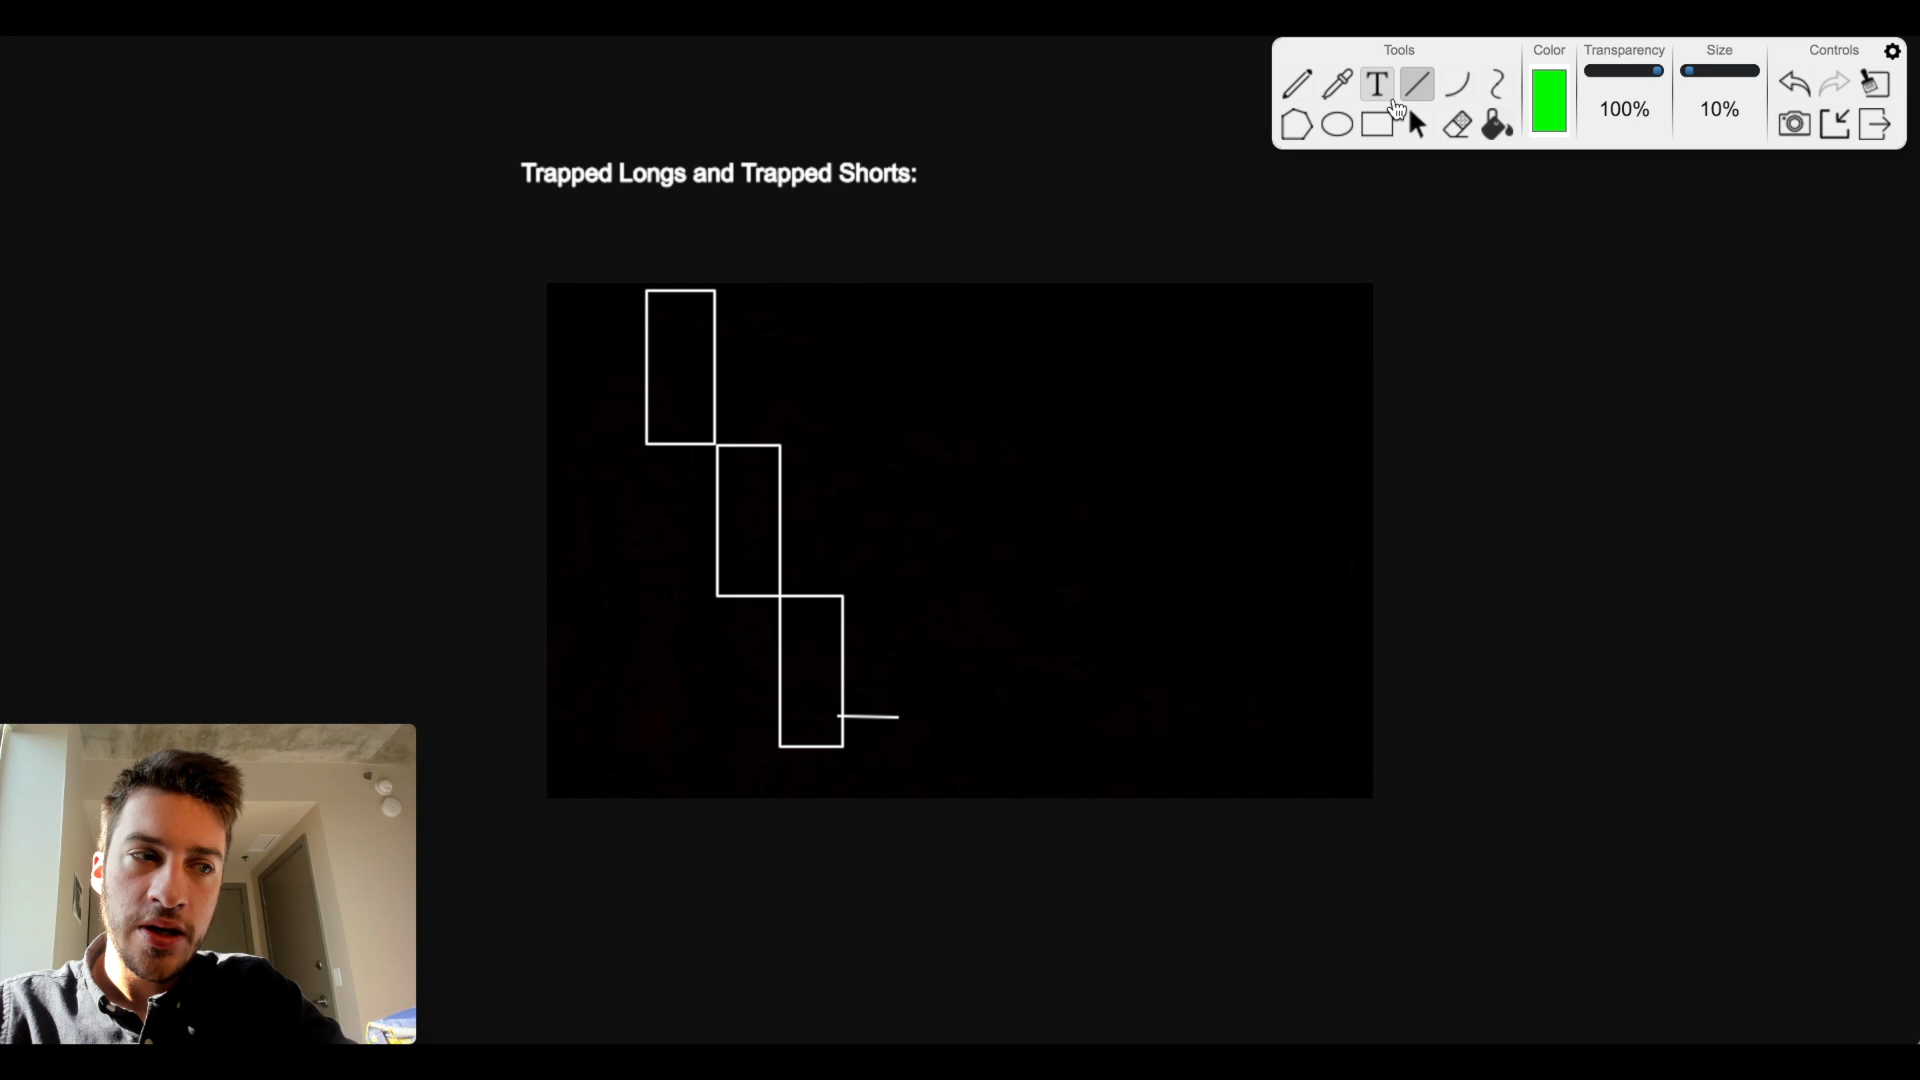 Tools
Color
Transparency
Size
Controls
T
100%
10%
Trapped Longs and Trapped Shorts: